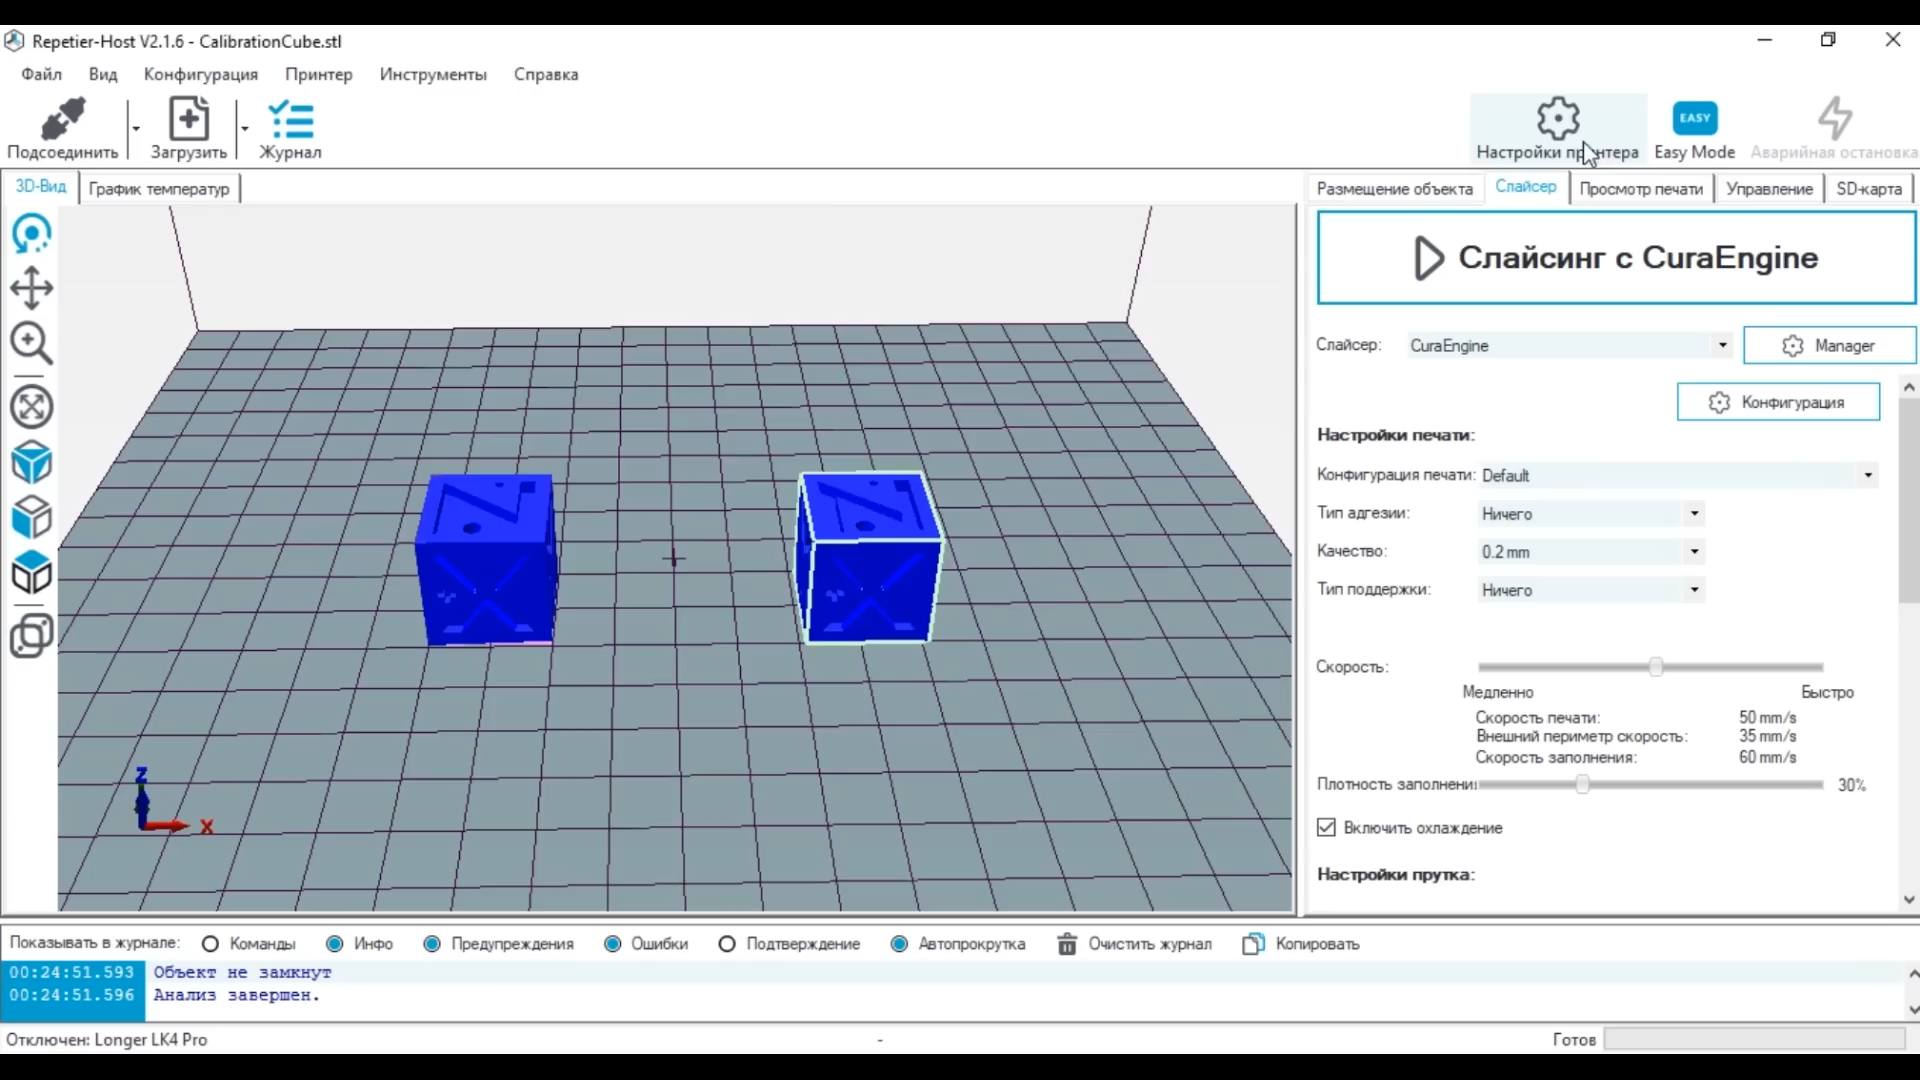 Repetier-Host V2.1.6 - CalibrationCube.stl
Файл Вид Конфигурация Принтер Инструменты Справка
Подсоединить Загрузить Журнал Настройки принтера EASY Easy Mode Аварийная остановка
3D-Вид График температур Размещение объекта Слайсер Просмотр печати Управление SD-карта
Слайсинг с CuraEngine
Слайсер: CuraEngine Manager
Конфигурация
Настройки печати:
Конфигурация печати: Default
Тип адгезии: Ничего
Качество: 0.2 mm
Тип поддержки: Ничего
Скорость:
Медленно Быстро
Скорость печати: 50 mm/s
Внешний периметр скорость: 35 mm/s
Скорость заполнения: 60 mm/s
Плотность заполнени 30%
Включить охлаждение
Настройки прутка:
Z
X
Z
X
Z
X
Показывать в журнале: Команды Инфо Предупреждения Ошибки Подтверждение Автопрокрутка Очистить журнал Копировать
00:24:51.593 Объект не замкнут
00:24:51.596 Анализ завершен.
Отключен: Longer LK4 Pro - Готов